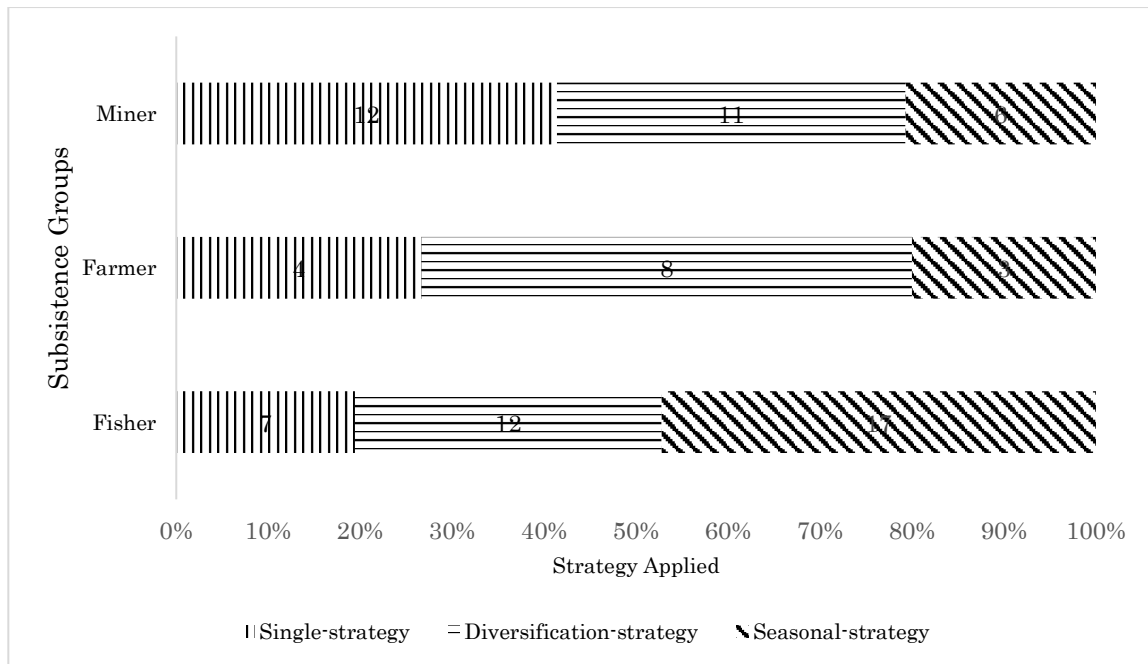 Subsistence Groups
Miner
12 11 6
Farmer
4 8 3
Fisher
7 12 17
0% 10% 20% 30% 40% 50% 60% 70% 80% 90% 100%
Strategy Applied
Single-strategy Diversification-strategy Seasonal-strategy